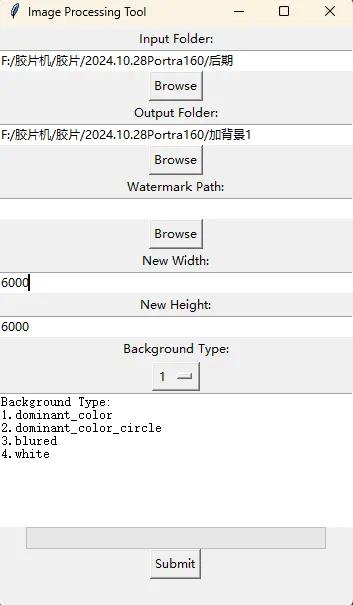 Image Processing Tool
Input Folder:
F:/胶片机/胶片/2024.10.28Portra160/后期
Browse
Output Folder:
F:/胶片机/胶片/2024.10.28Portra160/加背景1
Browse
Watermark Path:
Browse
New Width:
6000
New Height:
6000
Background Type:
1
Background Type:
1.dominant_color
2.dominant_color_circle
3.blured
4.white
Submit